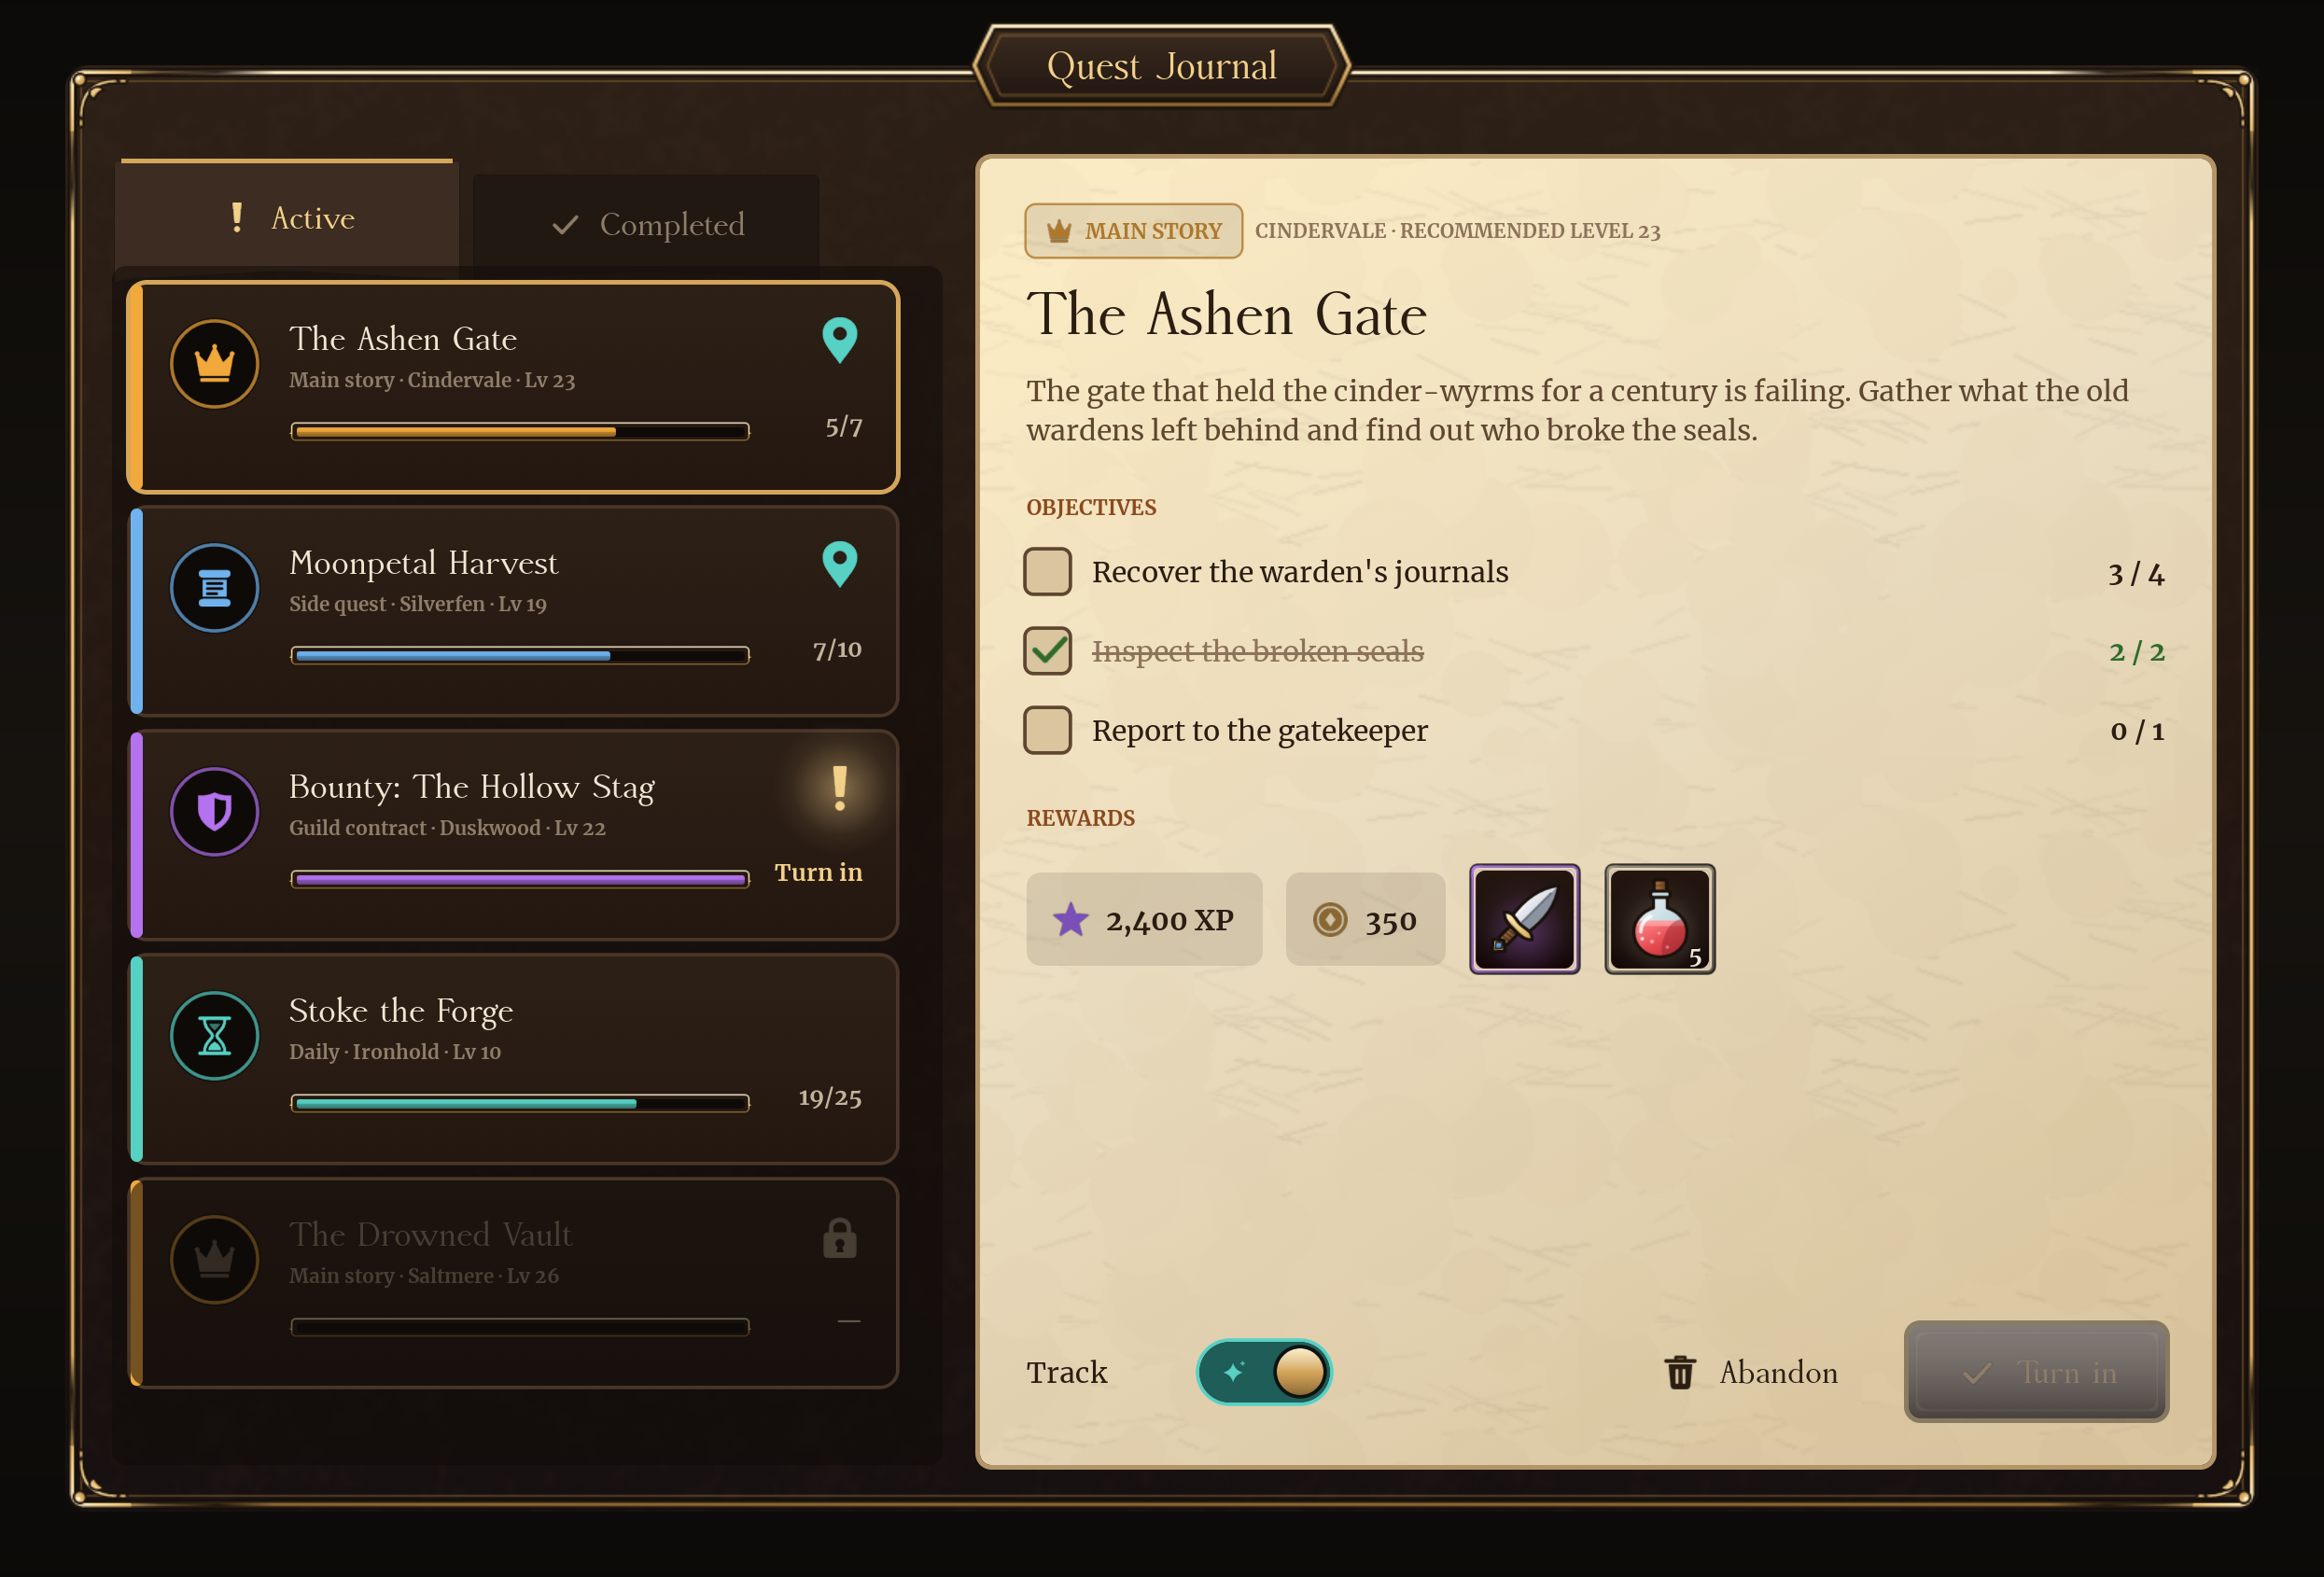 Quest Journal
Active
Completed
The Ashen Gate
Main story · Cindervale · Lv 23
5/7
Moonpetal Harvest
Side quest · Silverfen · Lv 19
7/10
Bounty: The Hollow Stag
Guild contract · Duskwood · Lv 22
Turn in
Stoke the Forge
Daily · Ironhold · Lv 10
19/25
The Drowned Vault
Main story · Saltmere · Lv 26
—
MAIN STORY CINDERVALE · RECOMMENDED LEVEL 23
The Ashen Gate
The gate that held the cinder-wyrms for a century is failing. Gather what the old
wardens left behind and find out who broke the seals.
OBJECTIVES
Recover the warden's journals 3 / 4
Inspect the broken seals 2 / 2
Report to the gatekeeper 0 / 1
REWARDS
2,400 XP 350 5
Track Abandon Turn in